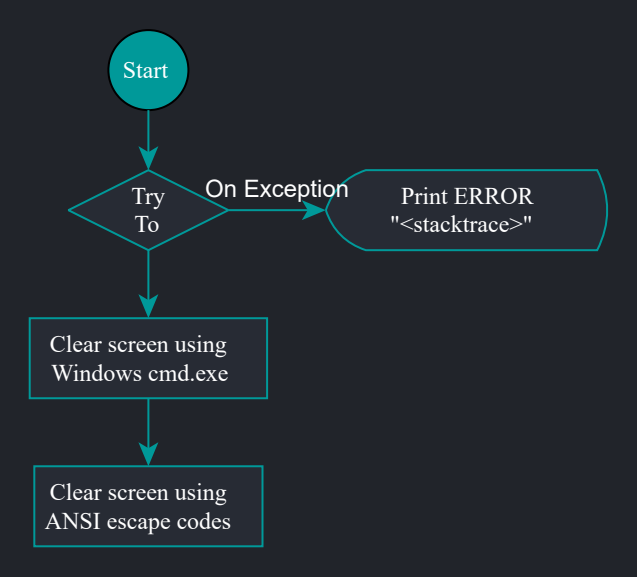 Start
Try
To
On Exception
Print ERROR
"<stacktrace>"
Clear screen using
Windows cmd.exe
Clear screen using
ANSI escape codes